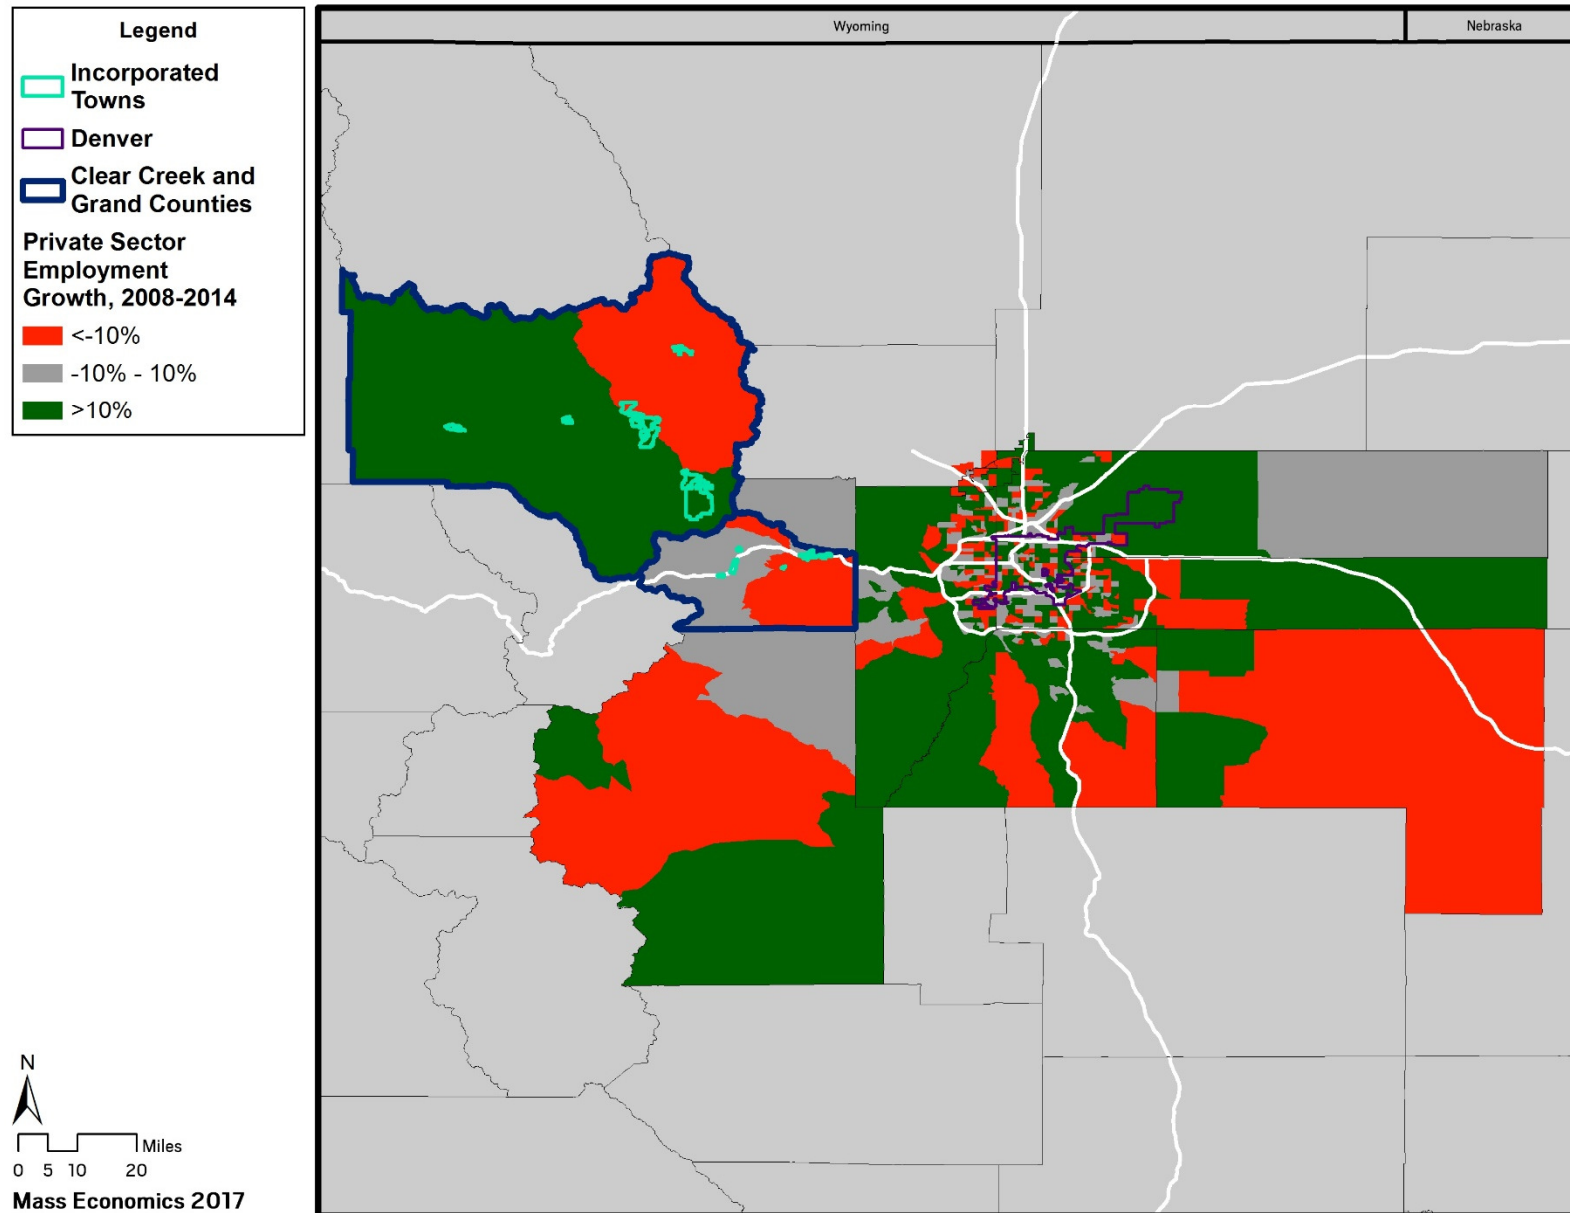 Legend
Incorporated
Towns
Denver
Clear Creek and
Grand Counties
Private Sector
Employment
Growth, 2008-2014
<-10%
-10% - 10%
>10%
Wyoming
Nebraska
N
Miles
0 5 10 20
Mass Economics 2017